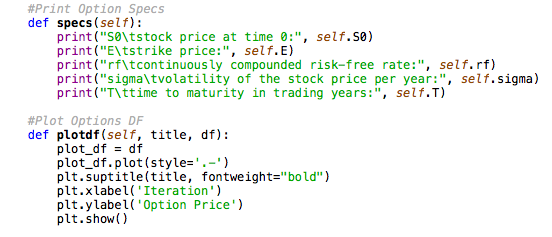 #Print Option Specs
def specs(self):
    print("S0\tstock price at time 0:", self.S0)
    print("E\tstrike price:", self.E)
    print("rf\tcontinuously compounded risk-free rate:", self.rf)
    print("sigma\tvolatility of the stock price per year:", self.sigma)
    print("T\ttime to maturity in trading years:", self.T)

#Plot Options DF
def plotdf(self, title, df):
    plot_df = df
    plot_df.plot(style='.-')
    plt.suptitle(title, fontweight="bold")
    plt.xlabel('Iteration')
    plt.ylabel('Option Price')
    plt.show()